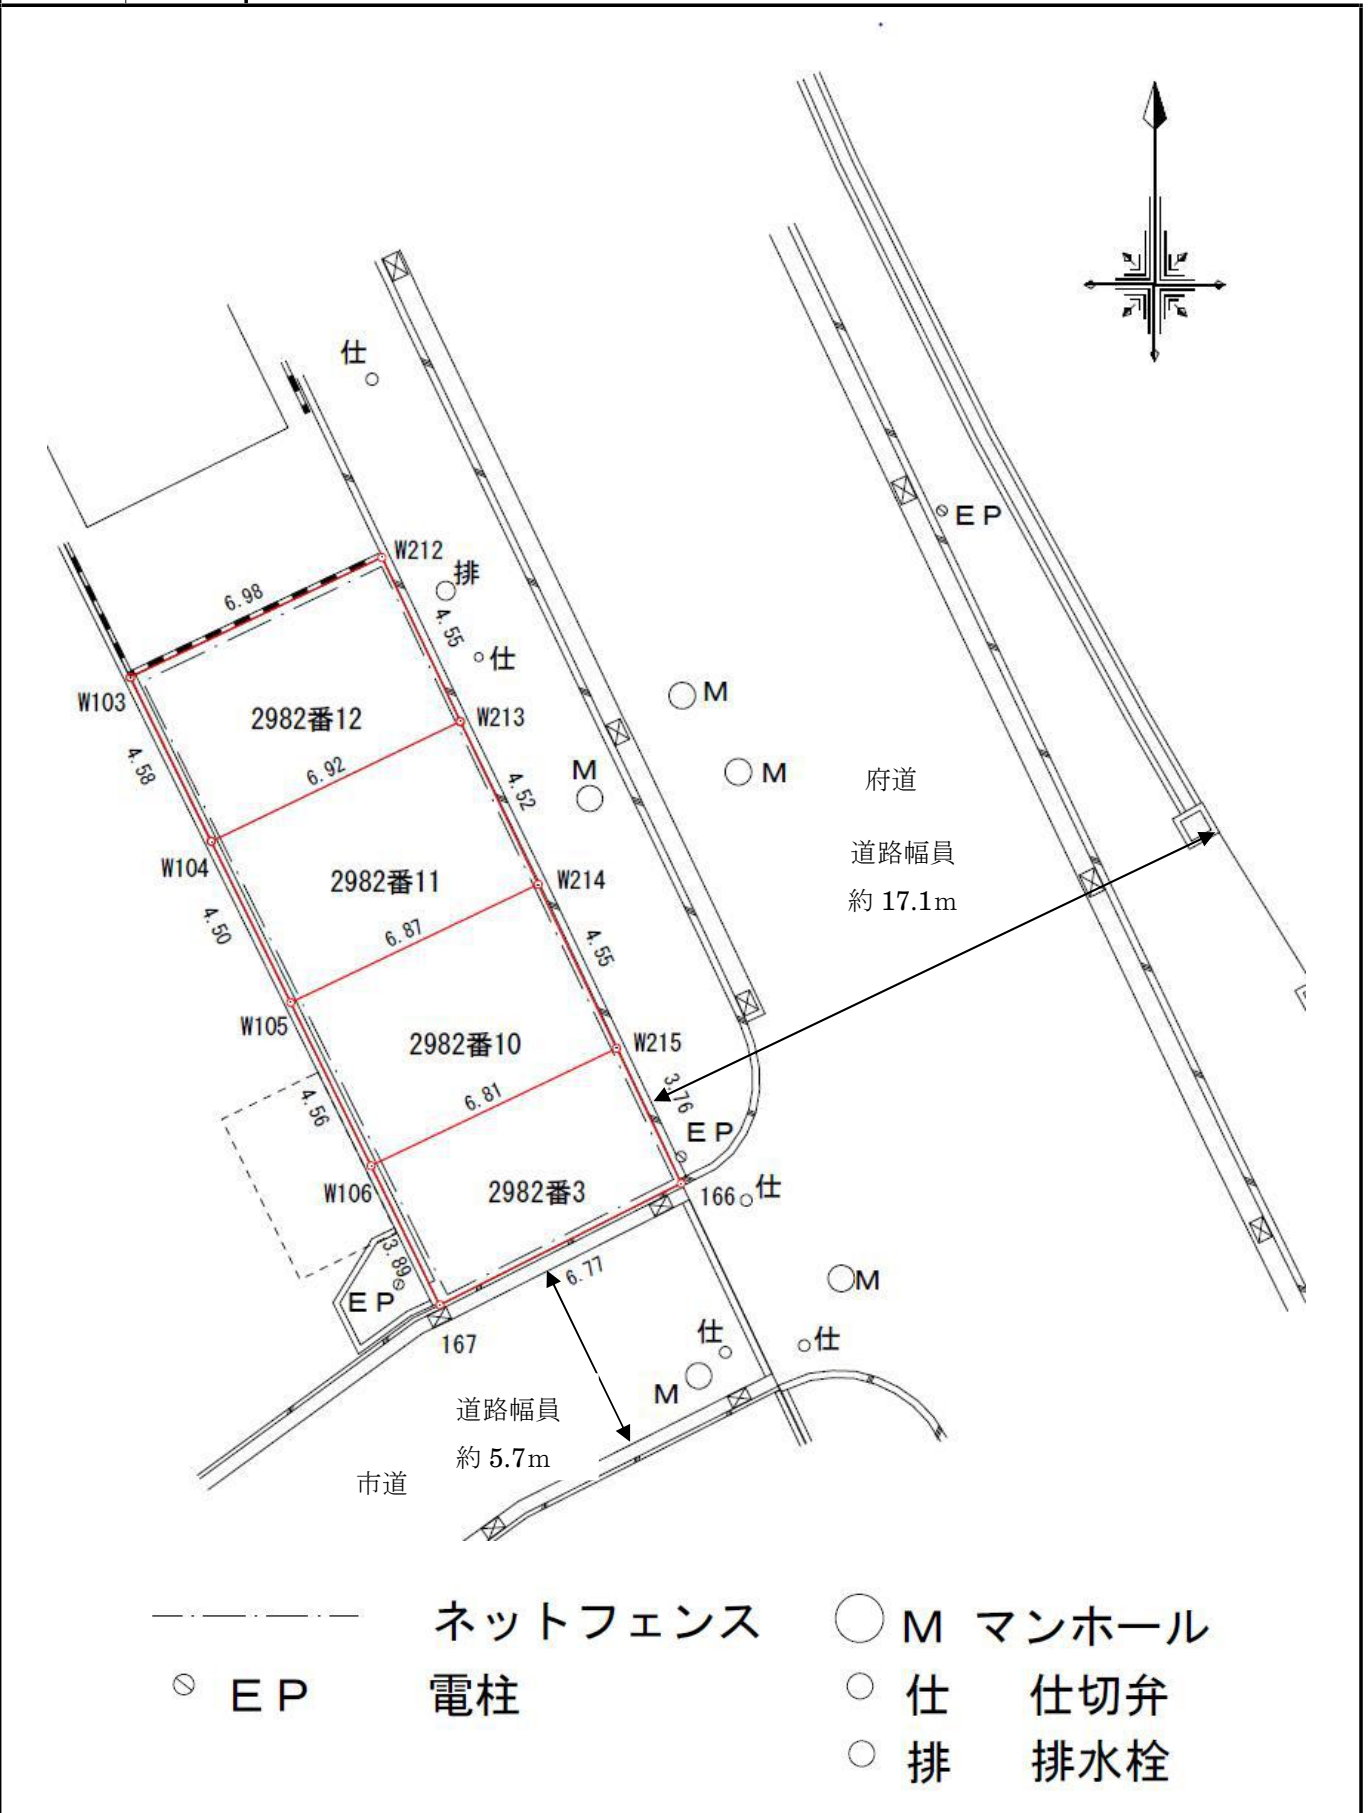 仕
ＥＰ
W212
排
6.98
4.55
仕
W103
2982番12
W213
M
4.58
6.92
4.52
M
M
府道
W104
2982番11
W214
道路幅員
約 17.1m
4.50
6.87
4.55
W105
2982番10
W215
4.56
6.81
3.76
ＥＰ
W106
2982番3
166
仕
3.89
6.77
M
ＥＰ
167
仕
仕
M
道路幅員
約 5.7m
市道
ネットフェンス
M マンホール
ＥＰ 電柱
仕 仕切弁
排 排水栓